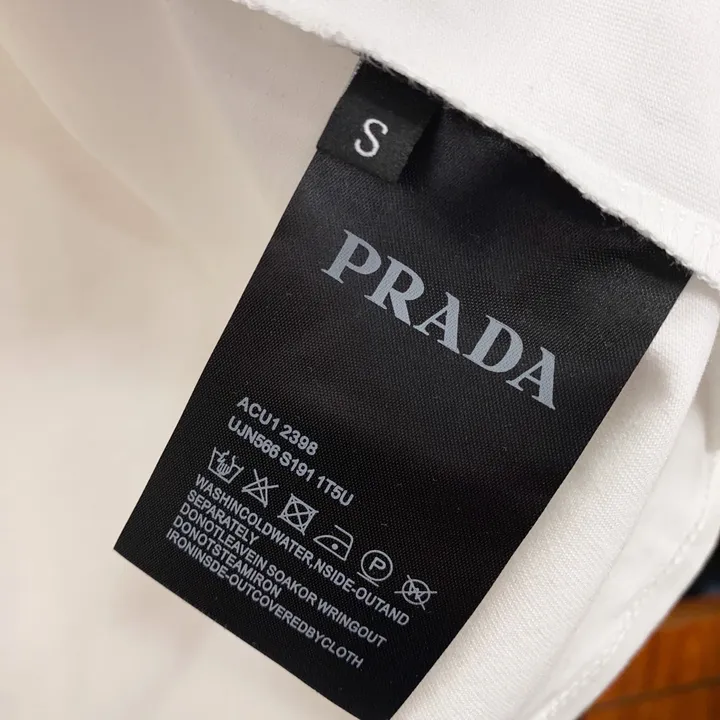 S
PRADA
ACU1 2398
UJN566 S191 1T5U
P
W
WASHINCOLDWATER,NSIDE-OUTAND
SEPARATELY
DONOTLEAVEIN SOAKOR WRINGOUT
DONOTSTEAMIRON
IRONINSDE-OUTCOVEREDBYCLOTH